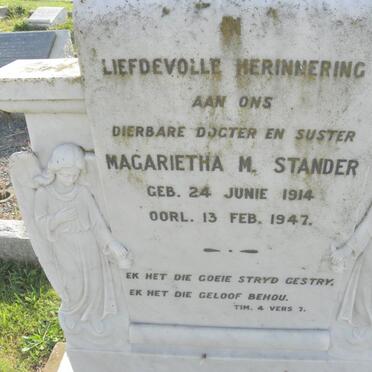 LIEFDEVOLLE HERINNERING
AAN ONS
DIERBARE DOGTER EN SUSTER
MAGARIETHA M. STANDER
GEB. 24 JUNIE 1914
OORL. 13 FEB. 1947.
EK HET DIE GOEIE STRYD GESTRY,
EK HET DIE GELOOF BEHOU.
TIM. 4 VERS 7.